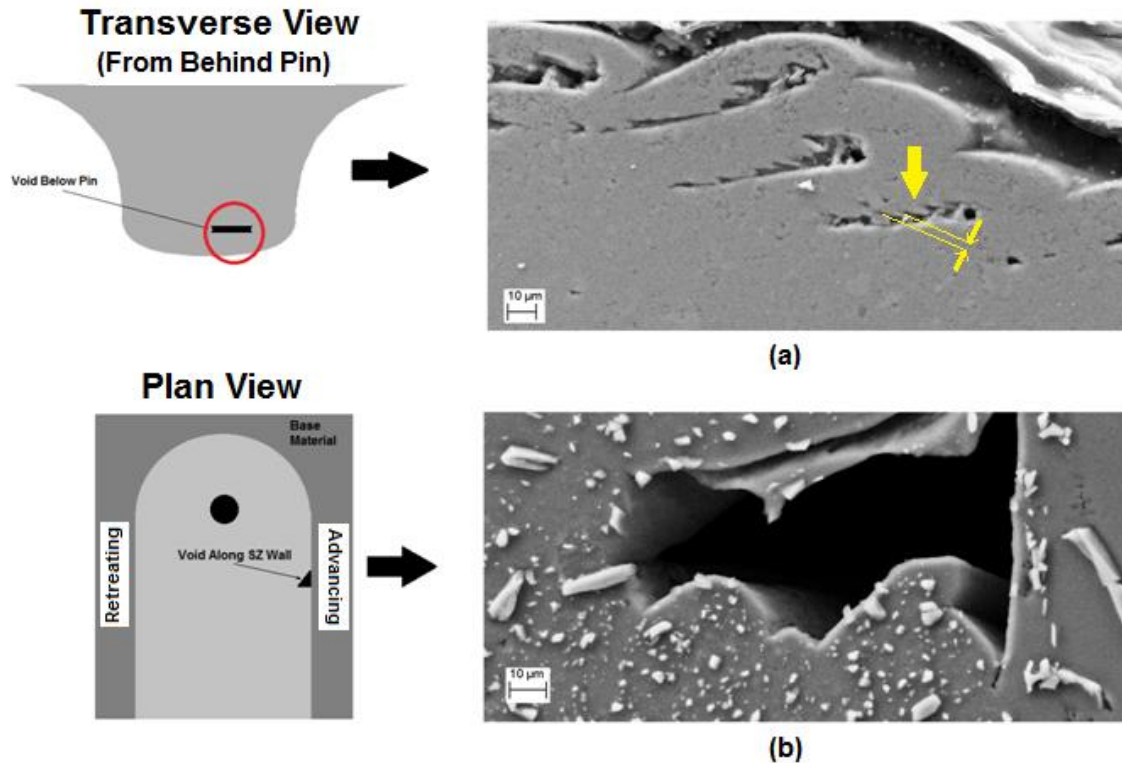 Transverse View
(From Behind Pin)
Void Below Pin
10 µm
(a)
Plan View
Base
Material
Retreating
Void Along SZ Wall
Advancing
10 µm
(b)